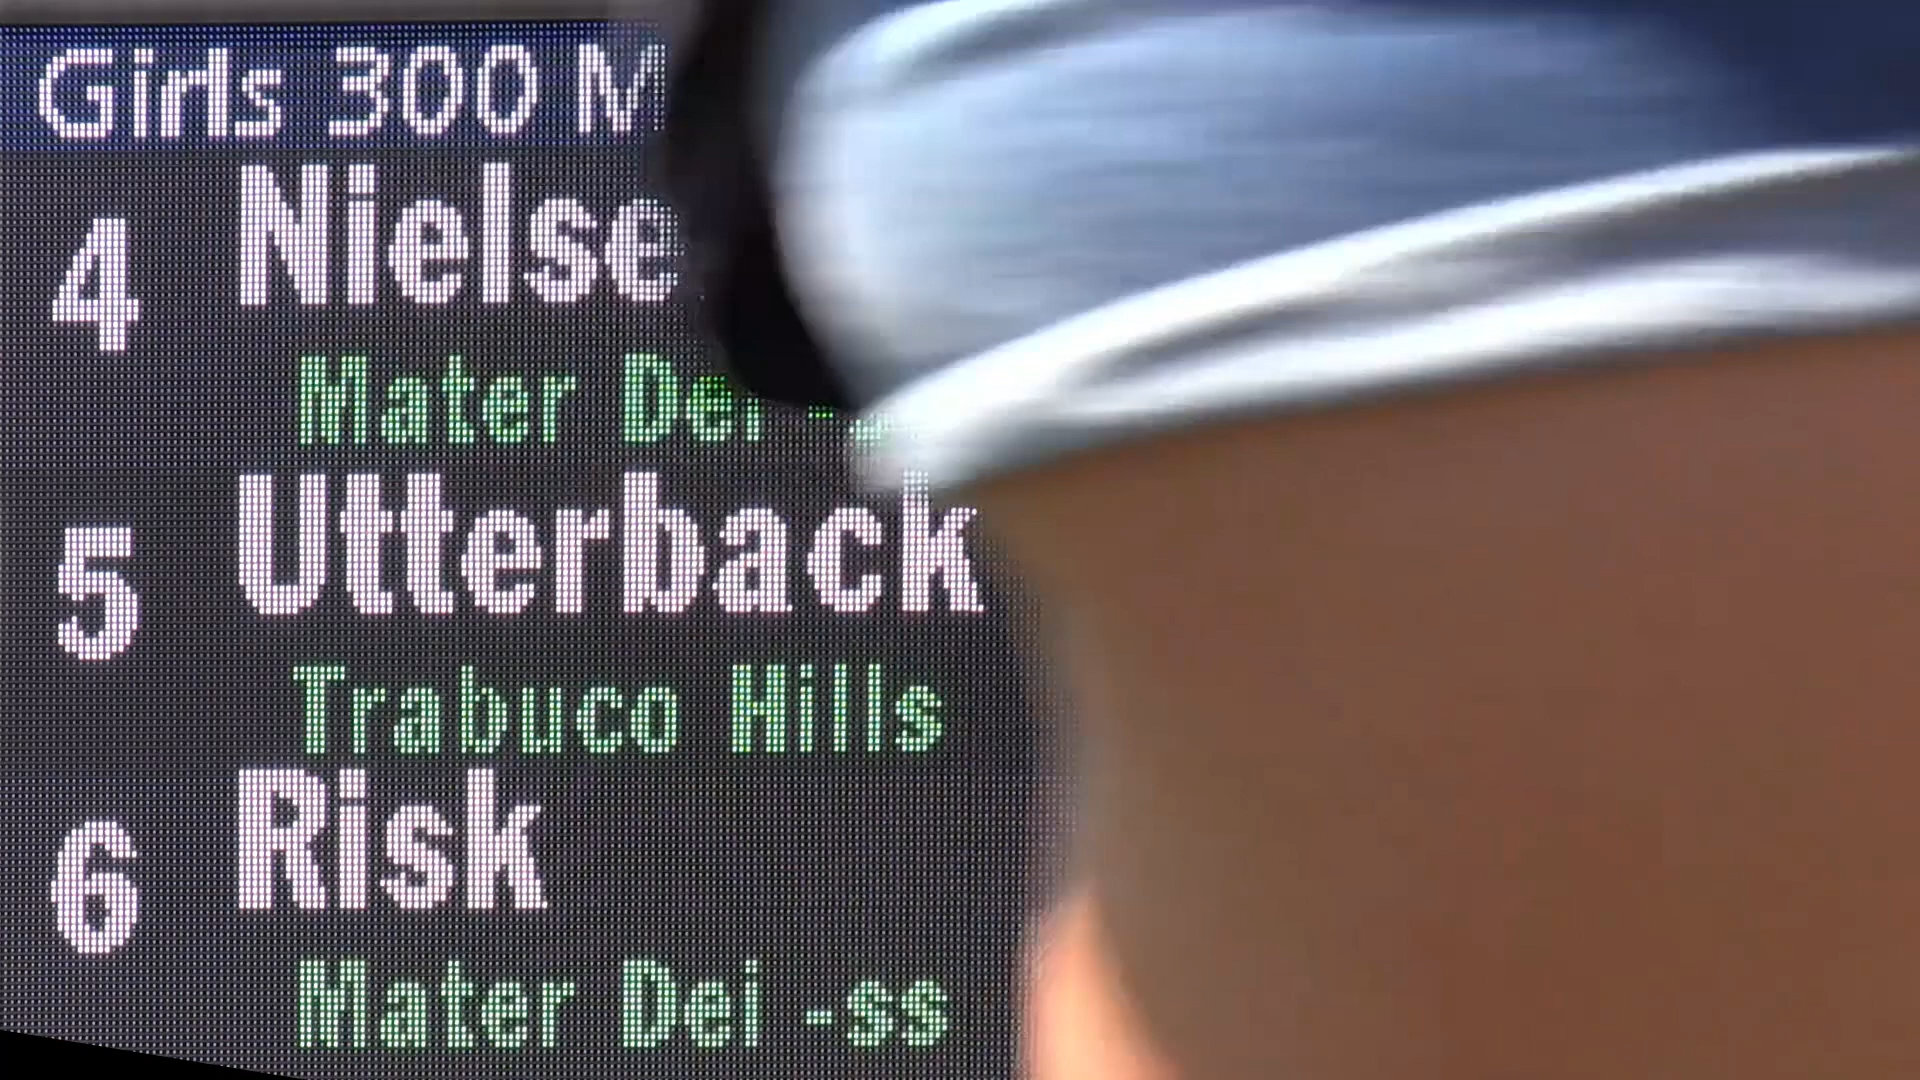 Girls 300 M
4 Nielse
Mater Dei -
5 Utterback
Trabuco Hills
6 Risk
Mater Dei -ss